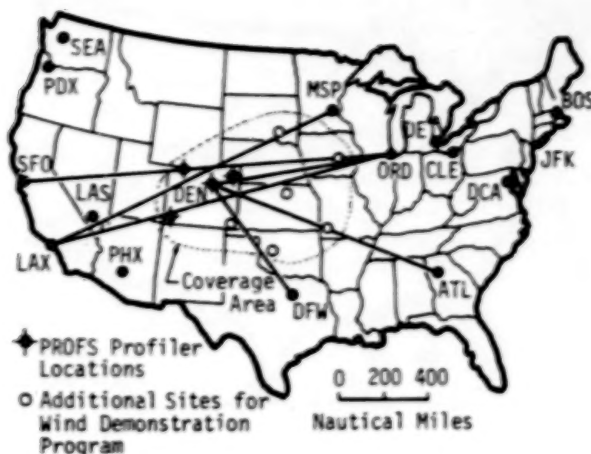 SEA
PDX
MSP
BOS
DET
SFO
DEN
ORD
CLE
JFK
LAS
DCA
LAX
PHX
Coverage
Area
ATL
DFW
PROFS Profiler
Locations
0 200 400
Additional Sites for
Wind Demonstration
Program
Nautical Miles